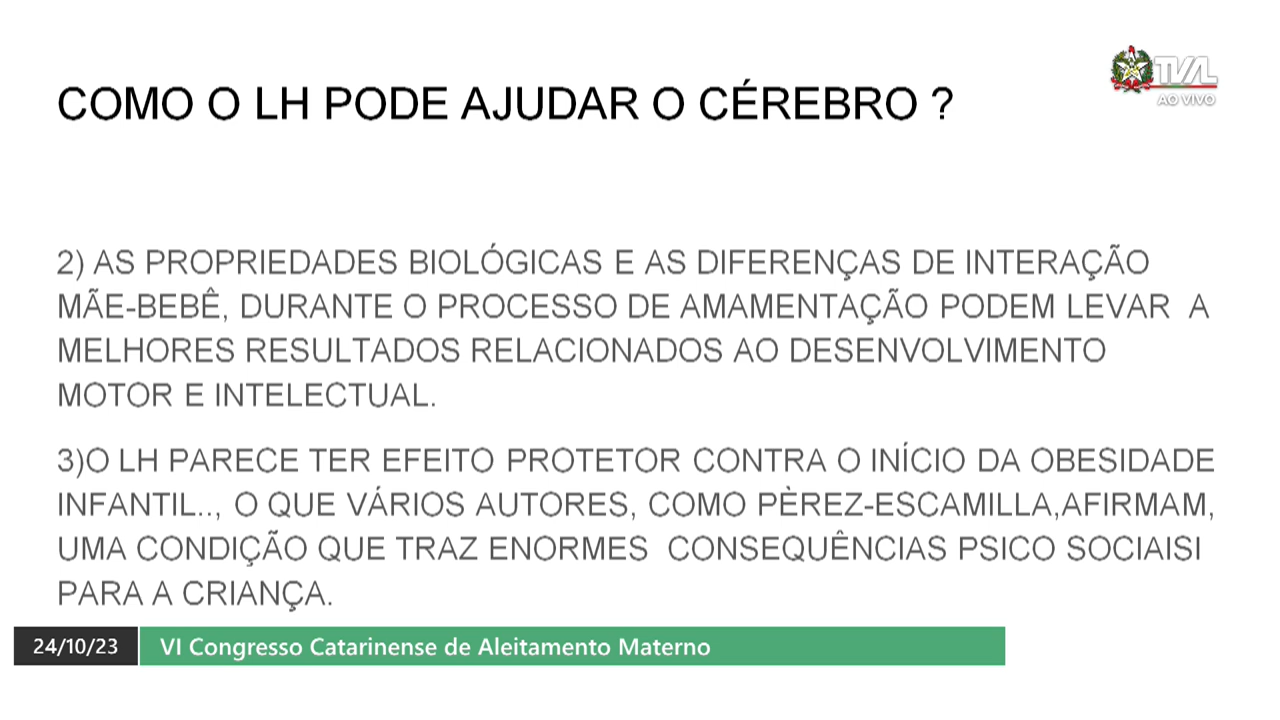 TVAL
AO VIVO
COMO O LH PODE AJUDAR O CÉREBRO ?
2) AS PROPRIEDADES BIOLÓGICAS E AS DIFERENÇAS DE INTERAÇÃO
MÃE-BEBÊ, DURANTE O PROCESSO DE AMAMENTAÇÃO PODEM LEVAR A
MELHORES RESULTADOS RELACIONADOS AO DESENVOLVIMENTO
MOTOR E INTELECTUAL.
3)O LH PARECE TER EFEITO PROTETOR CONTRA O INÍCIO DA OBESIDADE
INFANTIL.., O QUE VÁRIOS AUTORES, COMO PÈREZ-ESCAMILLA,AFIRMAM,
UMA CONDIÇÃO QUE TRAZ ENORMES CONSEQUÊNCIAS PSICO SOCIAISI
PARA A CRIANÇA.
24/10/23 VI Congresso Catarinense de Aleitamento Materno